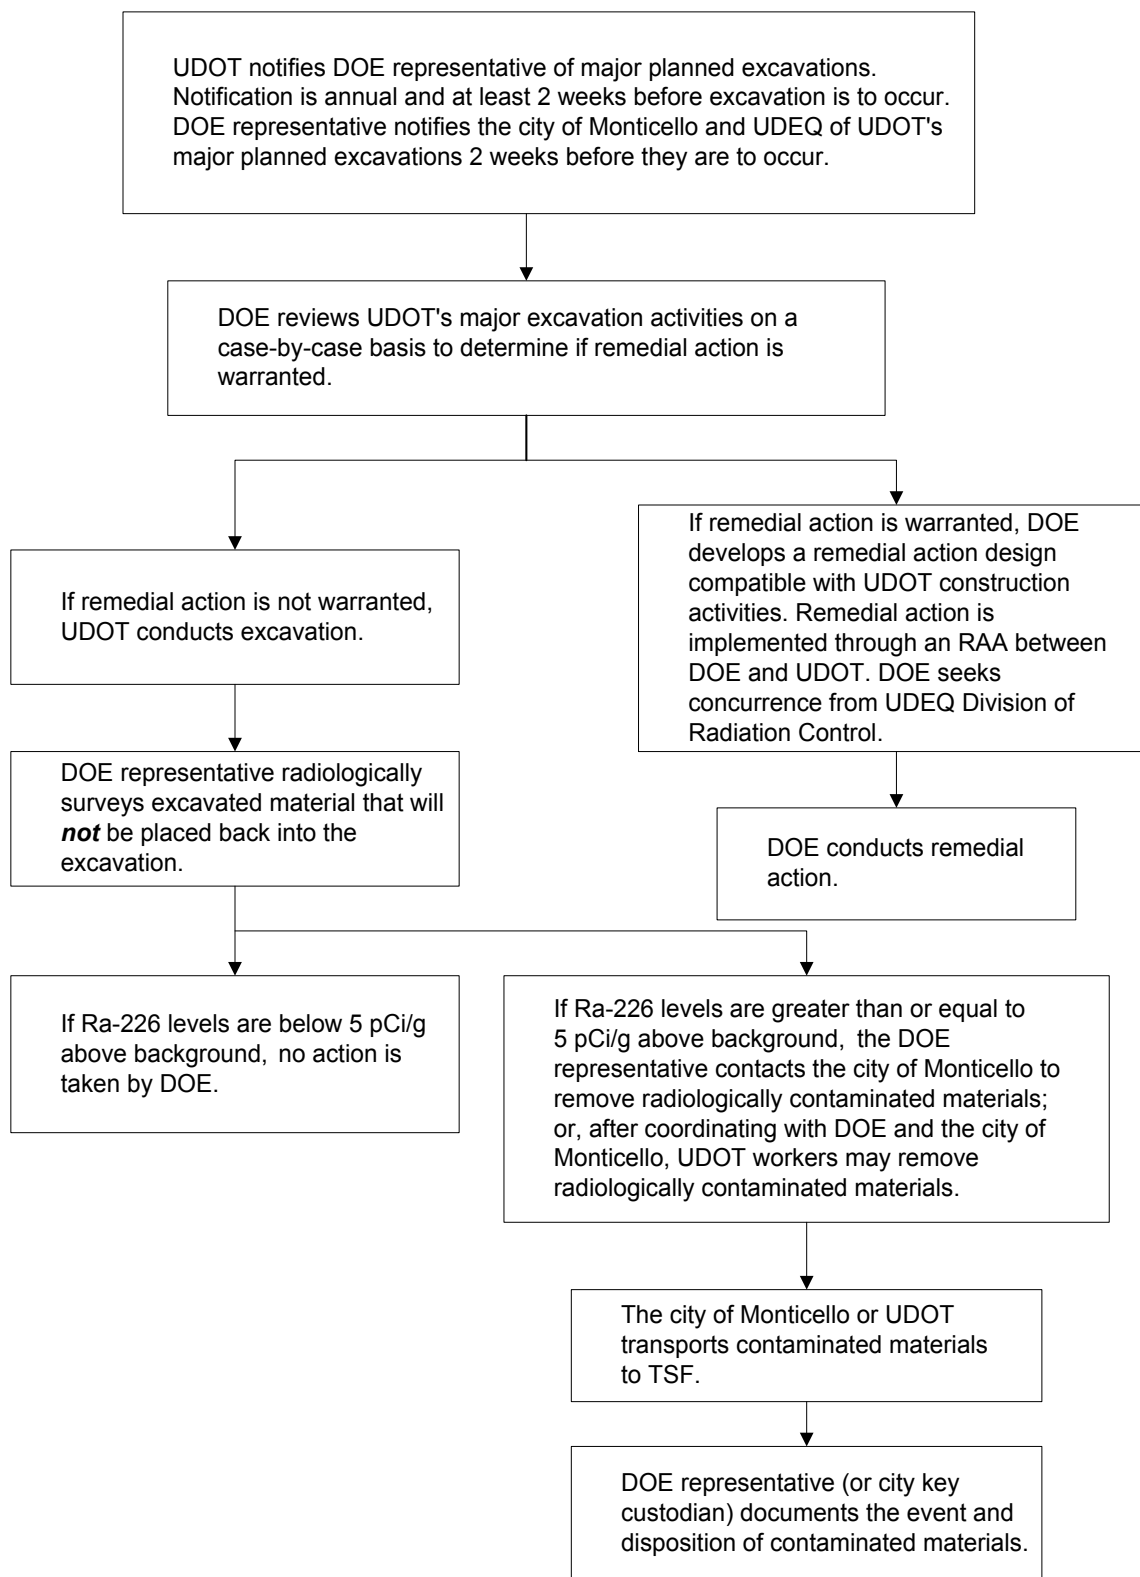 UDOT notifies DOE representative of major planned excavations.
Notification is annual and at least 2 weeks before excavation is to occur.
DOE representative notifies the city of Monticello and UDEQ of UDOT's
major planned excavations 2 weeks before they are to occur.
DOE reviews UDOT's major excavation activities on a
case-by-case basis to determine if remedial action is
warranted.
If remedial action is not warranted,
UDOT conducts excavation.
If remedial action is warranted, DOE
develops a remedial action design
compatible with UDOT construction
activities. Remedial action is
implemented through an RAA between
DOE and UDOT. DOE seeks
concurrence from UDEQ Division of
Radiation Control.
DOE representative radiologically
surveys excavated material that will
not be placed back into the
excavation.
DOE conducts remedial
action.
If Ra-226 levels are below 5 pCi/g
above background, no action is
taken by DOE.
If Ra-226 levels are greater than or equal to
5 pCi/g above background, the DOE
representative contacts the city of Monticello to
remove radiologically contaminated materials;
or, after coordinating with DOE and the city of
Monticello, UDOT workers may remove
radiologically contaminated materials.
The city of Monticello or UDOT
transports contaminated materials
to TSF.
DOE representative (or city key
custodian) documents the event and
disposition of contaminated materials.